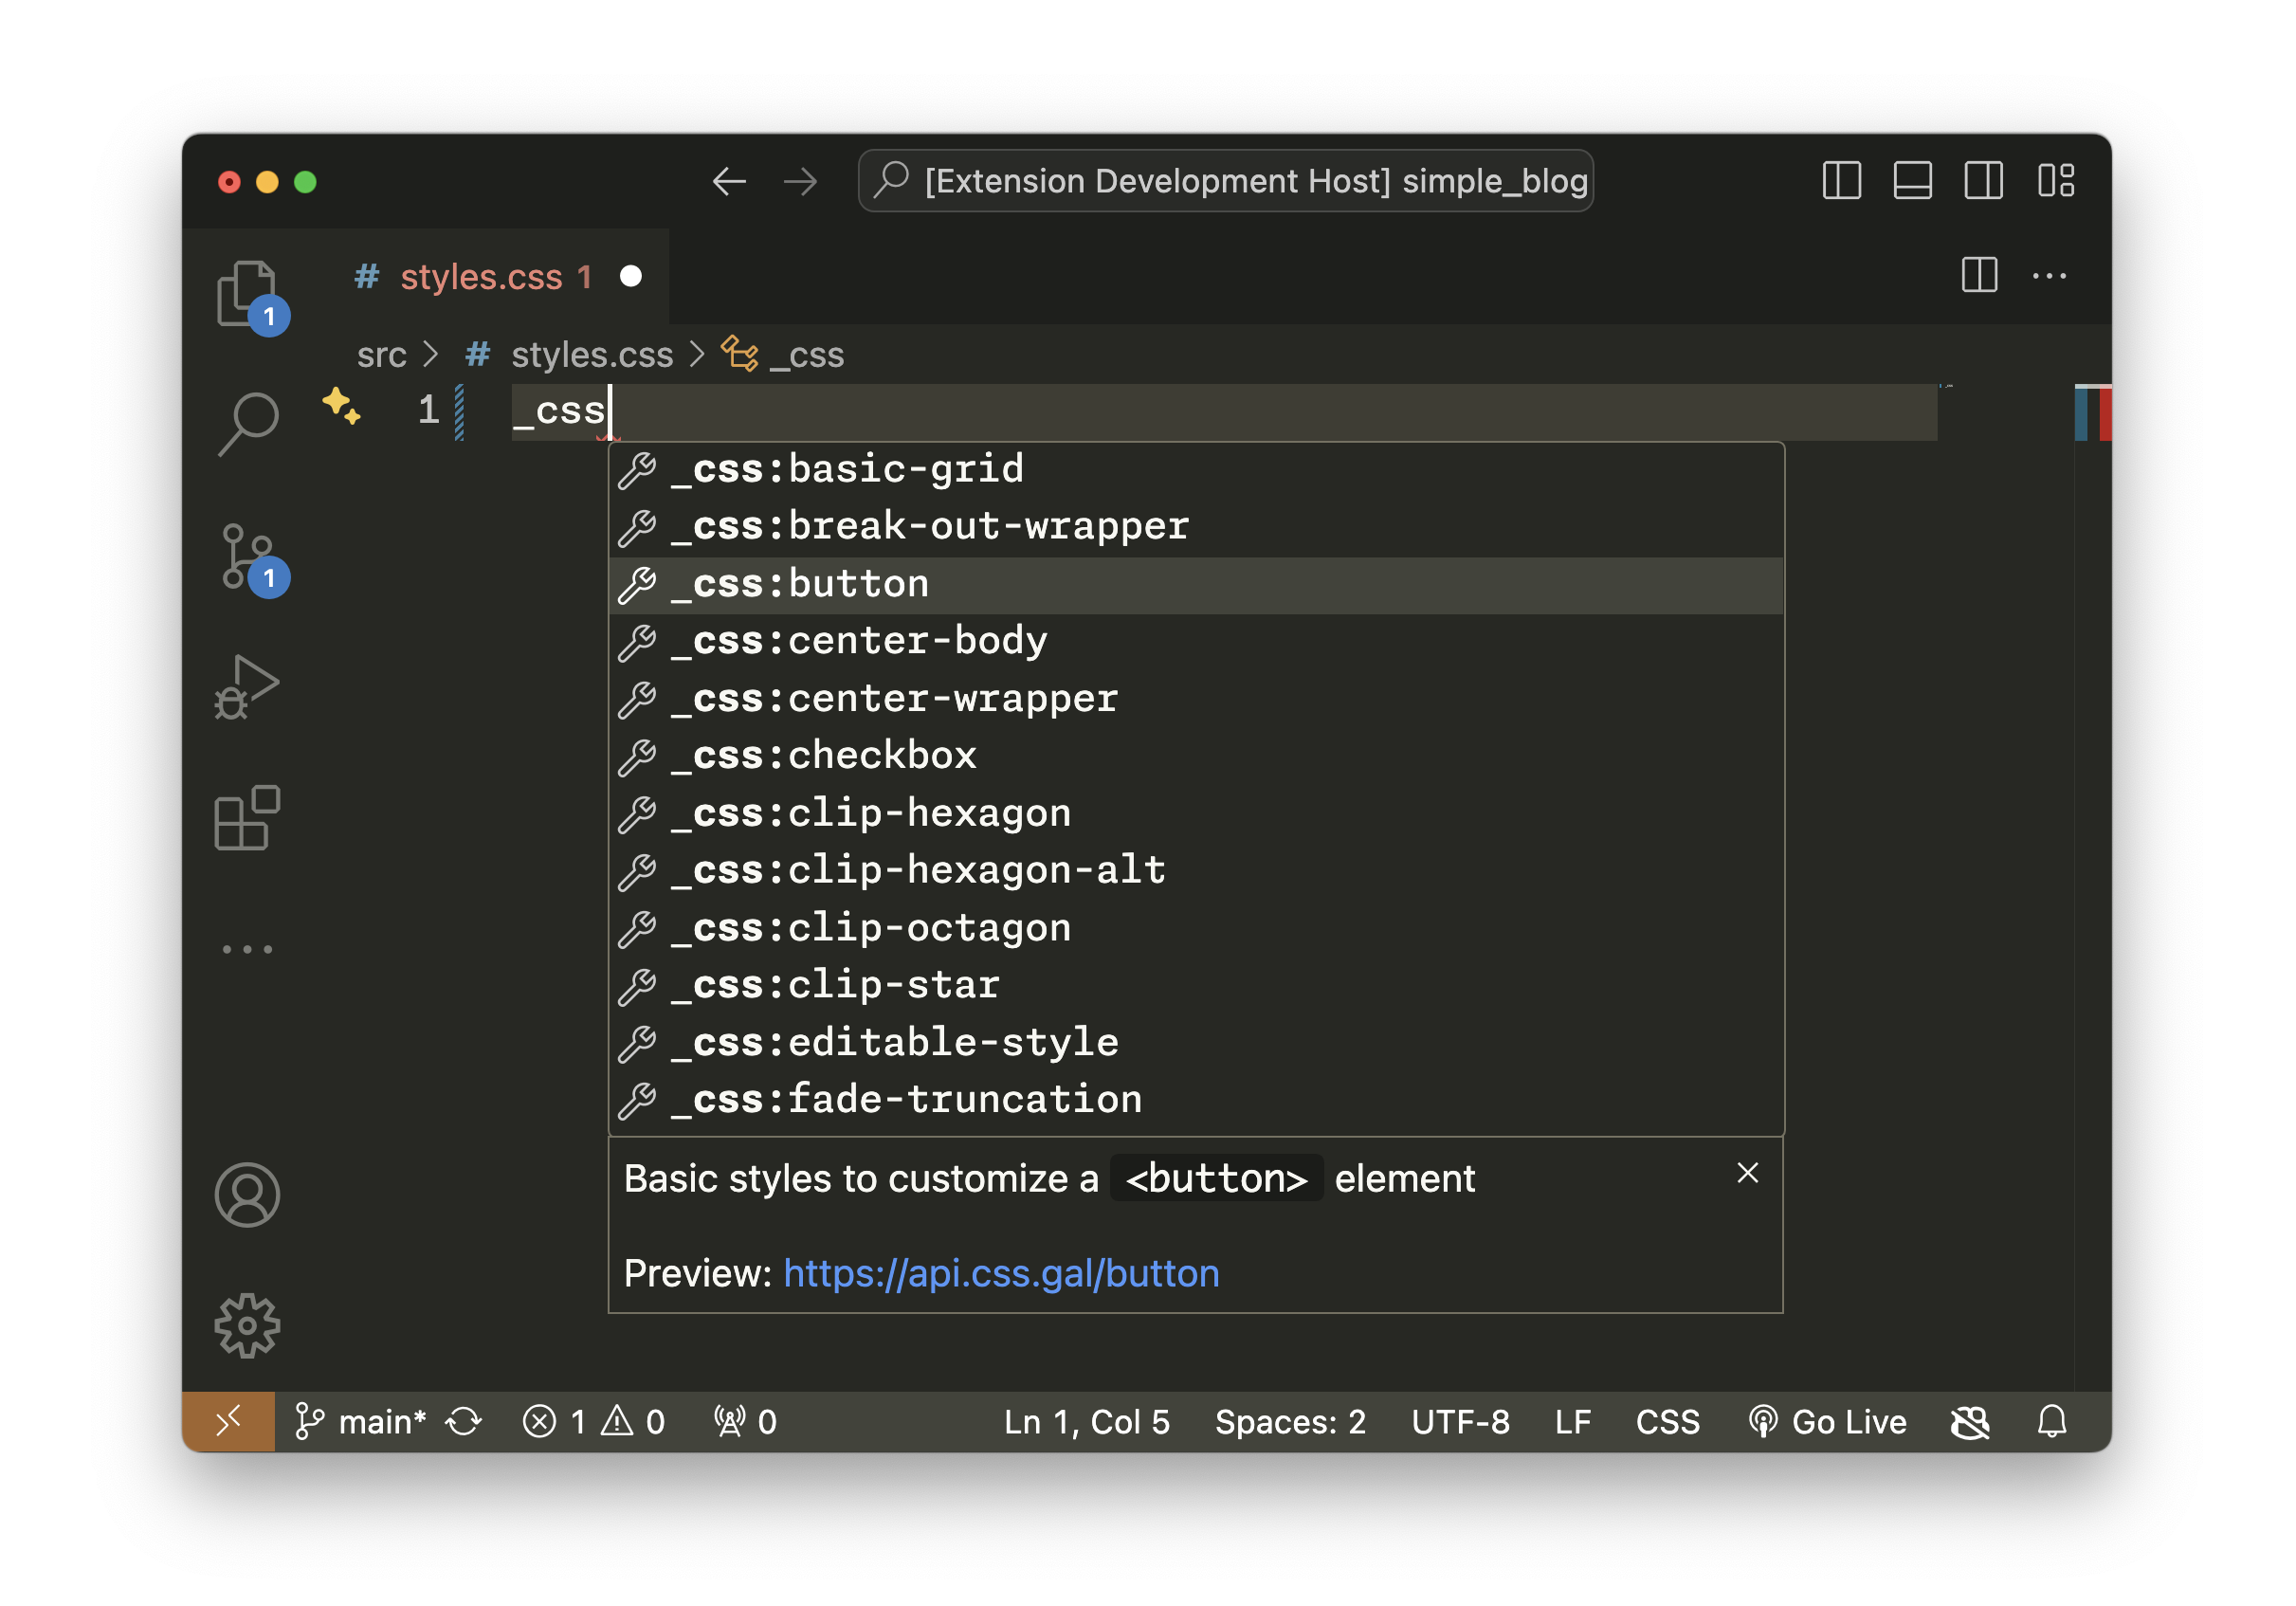 [Extension Development Host] simple_blog
# styles.css 1
1
src > # styles.css > _css
1 _css
_css:basic-grid
_css:break-out-wrapper
_css:button
_css:center-body
_css:center-wrapper
_css:checkbox
_css:clip-hexagon
_css:clip-hexagon-alt
_css:clip-octagon
_css:clip-star
_css:editable-style
_css:fade-truncation
1
Basic styles to customize a <button> element
Preview: https://api.css.gal/button
main* 1 0 0 Ln 1, Col 5 Spaces: 2 UTF-8 LF CSS Go Live